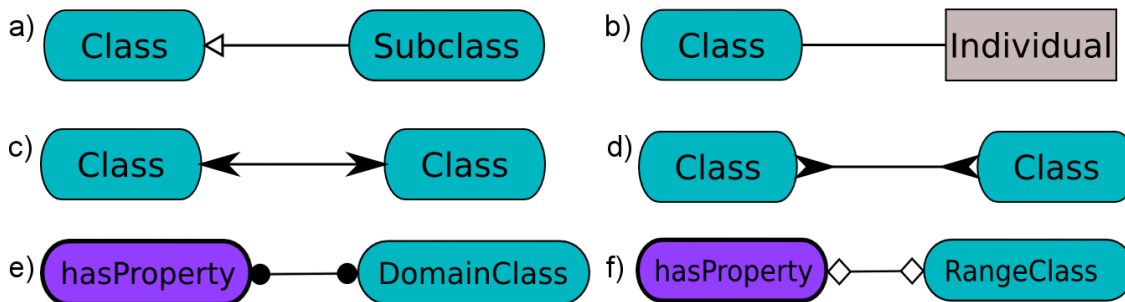 a) Class Subclass
b) Class Individual
c) Class Class
d) Class Class
e) hasProperty DomainClass
f) hasProperty RangeClass